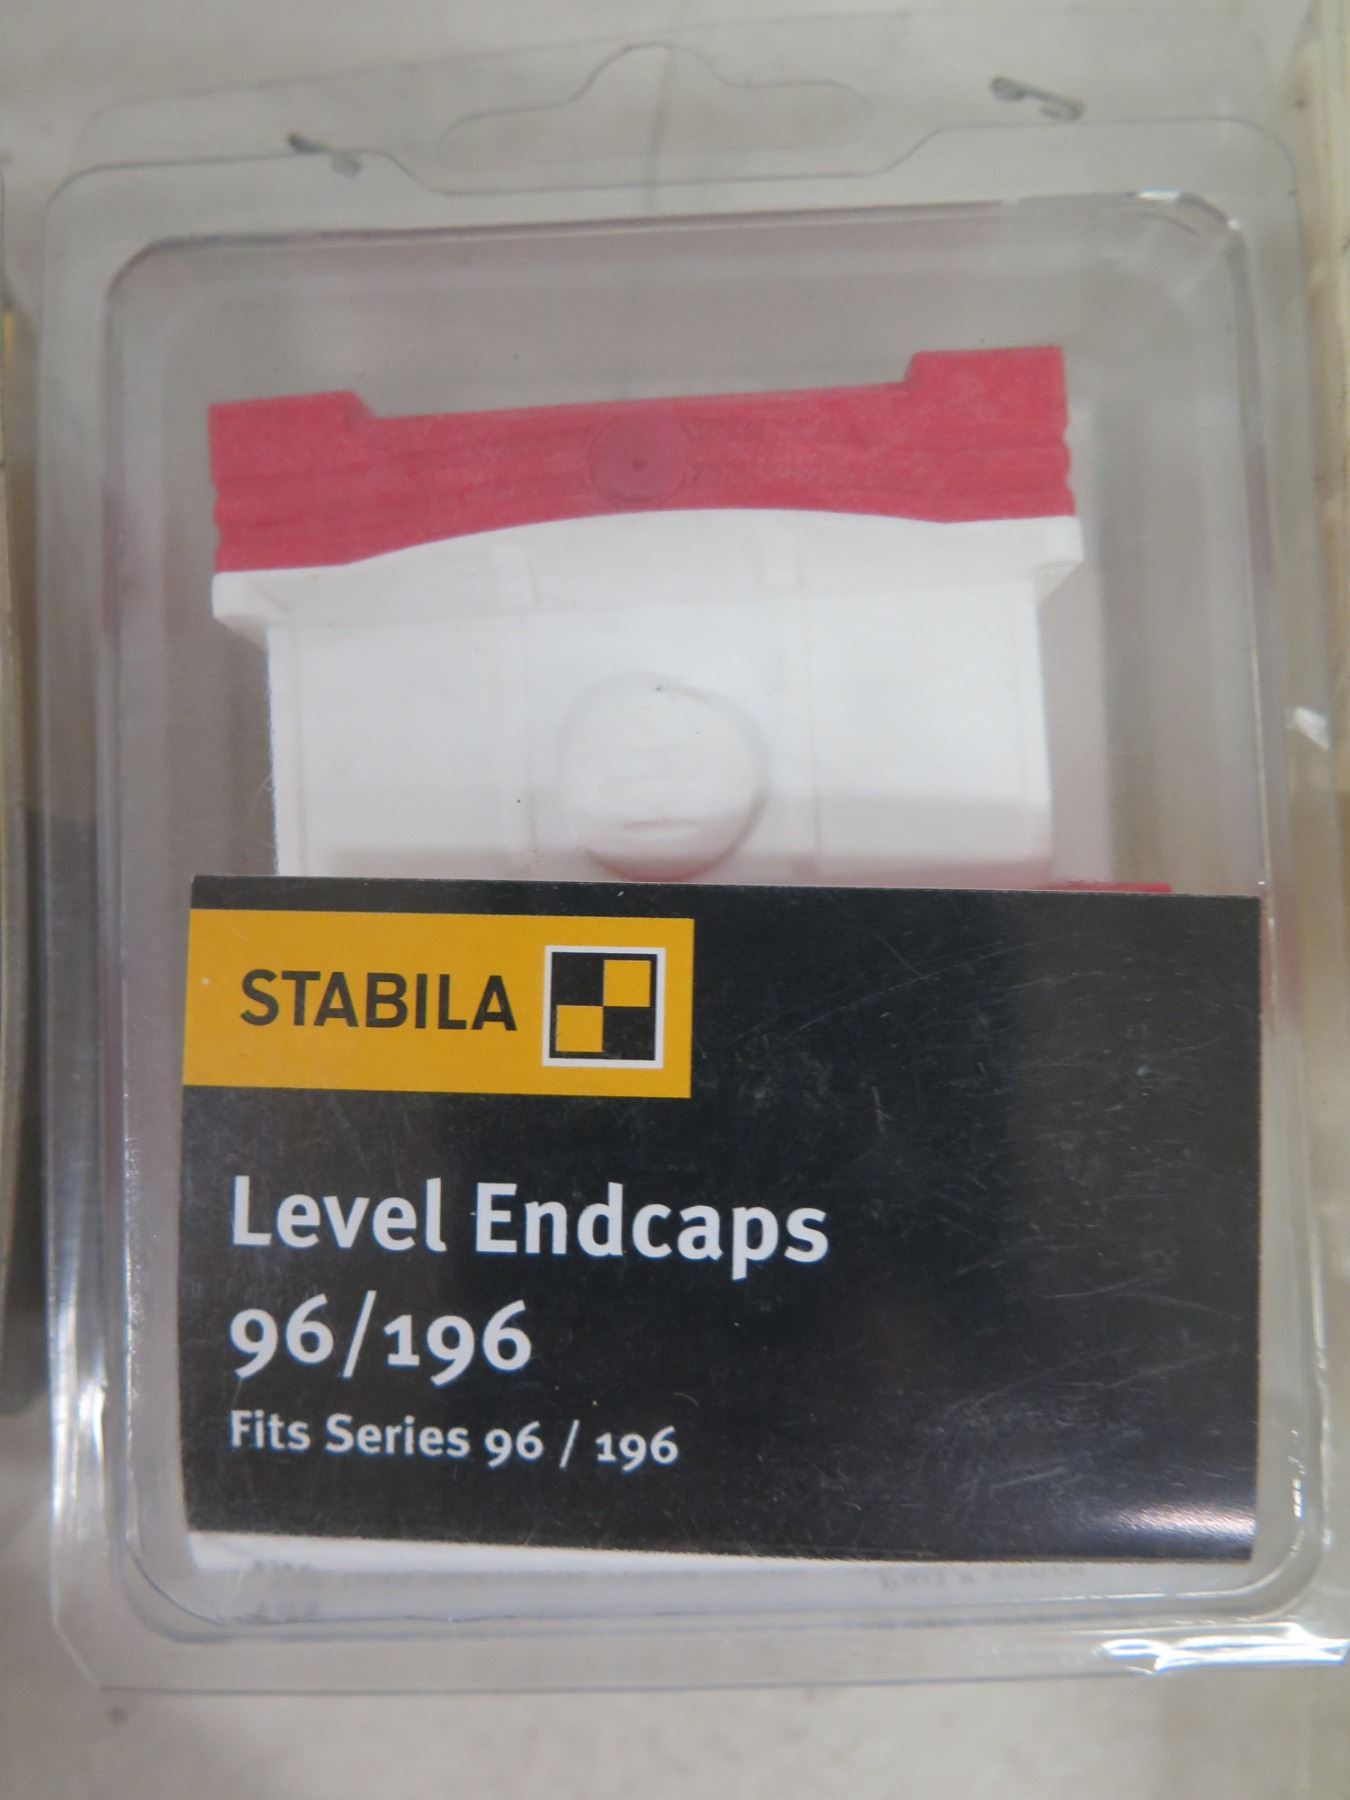 STABILA
Level Endcaps
96/196
Fits Series 96 / 196